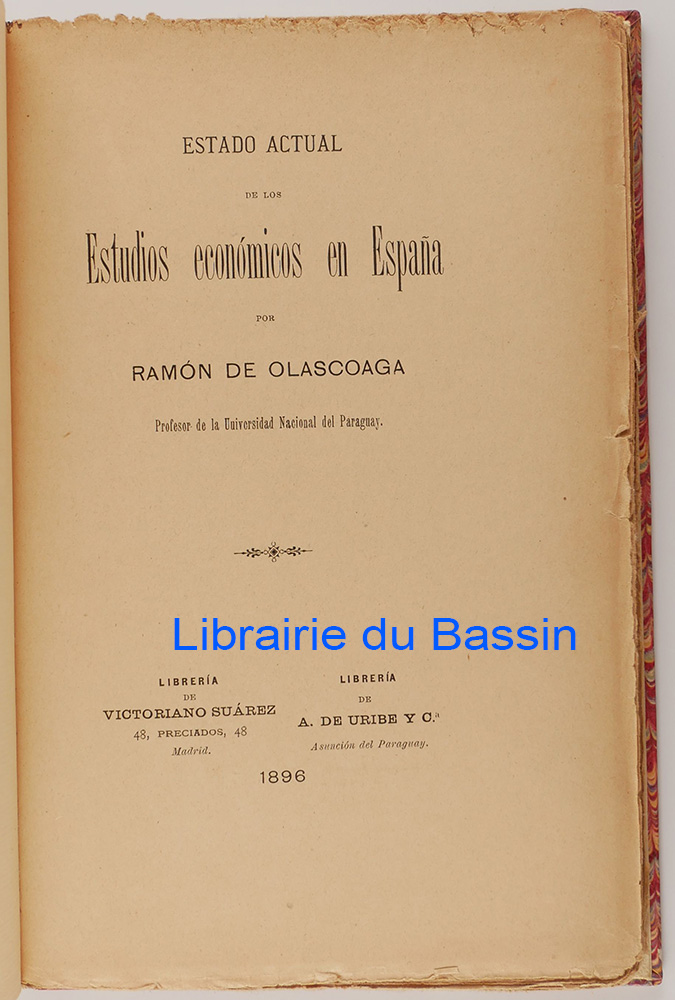 ESTADO ACTUAL
DE LOS
Estudios económicos en España
POR
RAMÓN DE OLASCOAGA
Profesor de la Universidad Nacional del Paraguay.
Librairie du Bassin
LIBRERÍA
DE
VICTORIANO SUÁREZ
48, PRECIADOS, 48
Madrid.
LIBRERÍA
DE
A. DE URIBE Y C.ª
Asunción del Paraguay.
1896